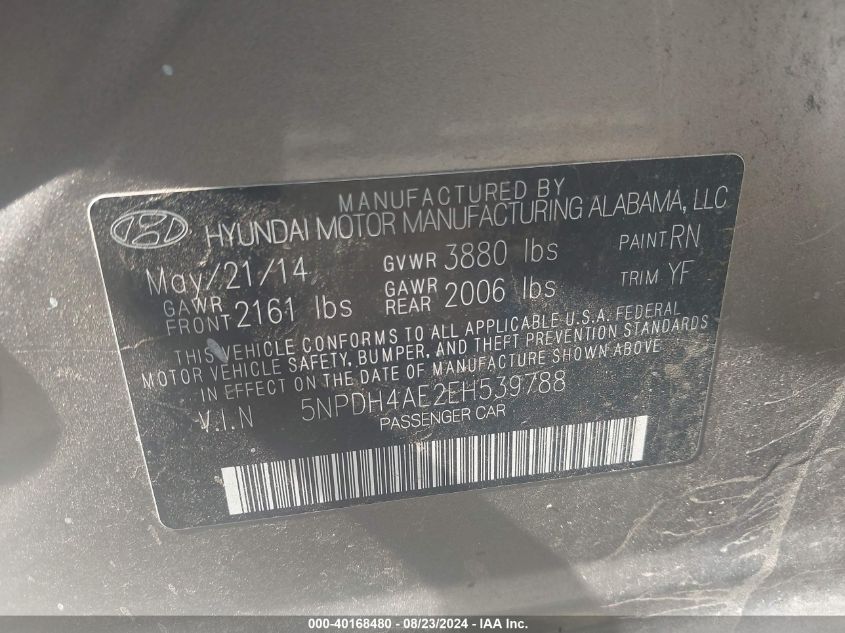 MANUFACTURED BY
HYUNDAI MOTOR MANUFACTURING ALABAMA, LLC
May/21/14 GVWR 3880 lbs PAINT RN
GAWR FRONT 2161 lbs GAWR REAR 2006 lbs TRIM YF
THIS VEHICLE CONFORMS TO ALL APPLICABLE U.S.A. FEDERAL
MOTOR VEHICLE SAFETY, BUMPER, AND THEFT PREVENTION STANDARDS
IN EFFECT ON THE DATE OF MANUFACTURE SHOWN ABOVE
V.I.N 5NPDH4AE2EH539788
PASSENGER CAR
000-40168480 - 08/23/2024 - IAA Inc.